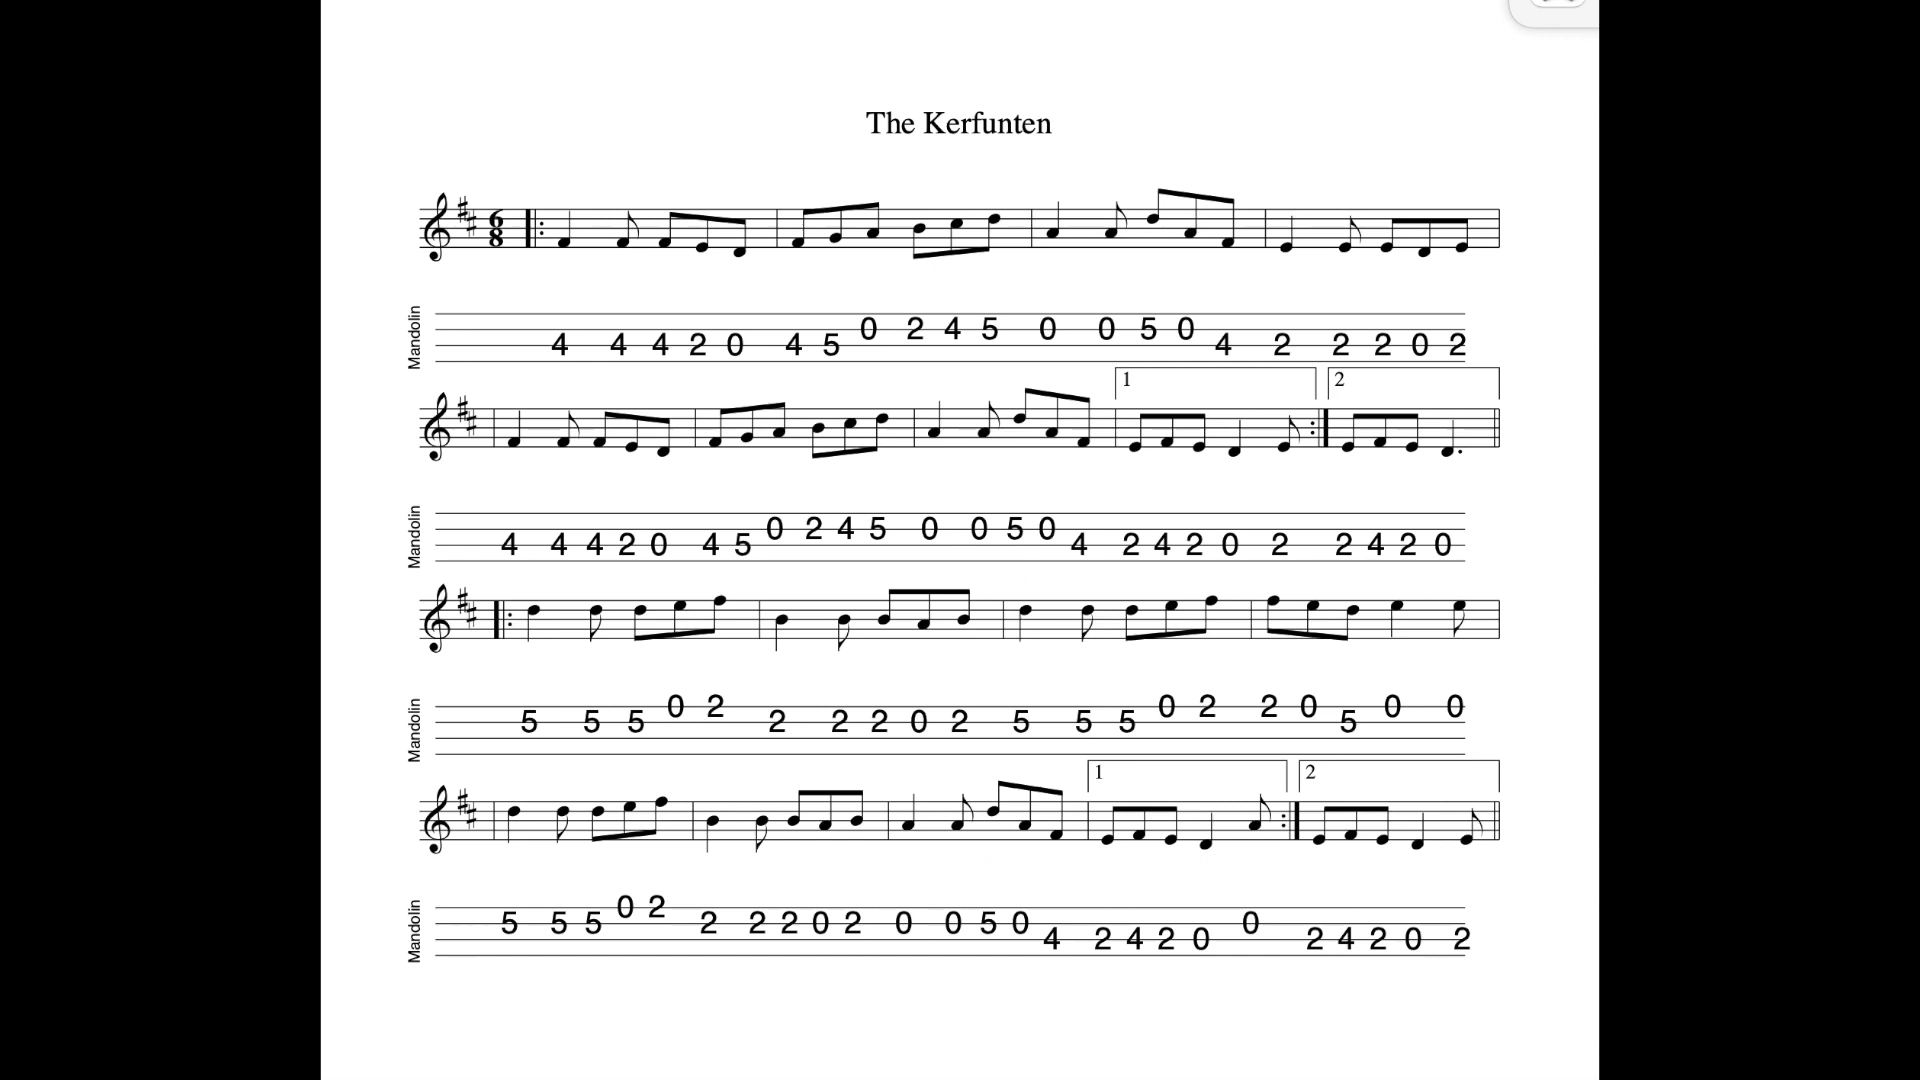 The Kerfunten
6
8
Mandolin
4 4 4 2 0 4 5 0 2 4 5 0 0 5 0 4 2 2 2 0 2
1 2
Mandolin
4 4 4 2 0 4 5 0 2 4 5 0 0 5 0 4 2 4 2 0 2 2 4 2 0
Mandolin
5 5 5 0 2 2 2 2 0 2 5 5 5 0 2 2 0 5 0 0
1 2
Mandolin
5 5 5 0 2 2 2 2 0 2 0 0 5 0 4 2 4 2 0 0 2 4 2 0 2